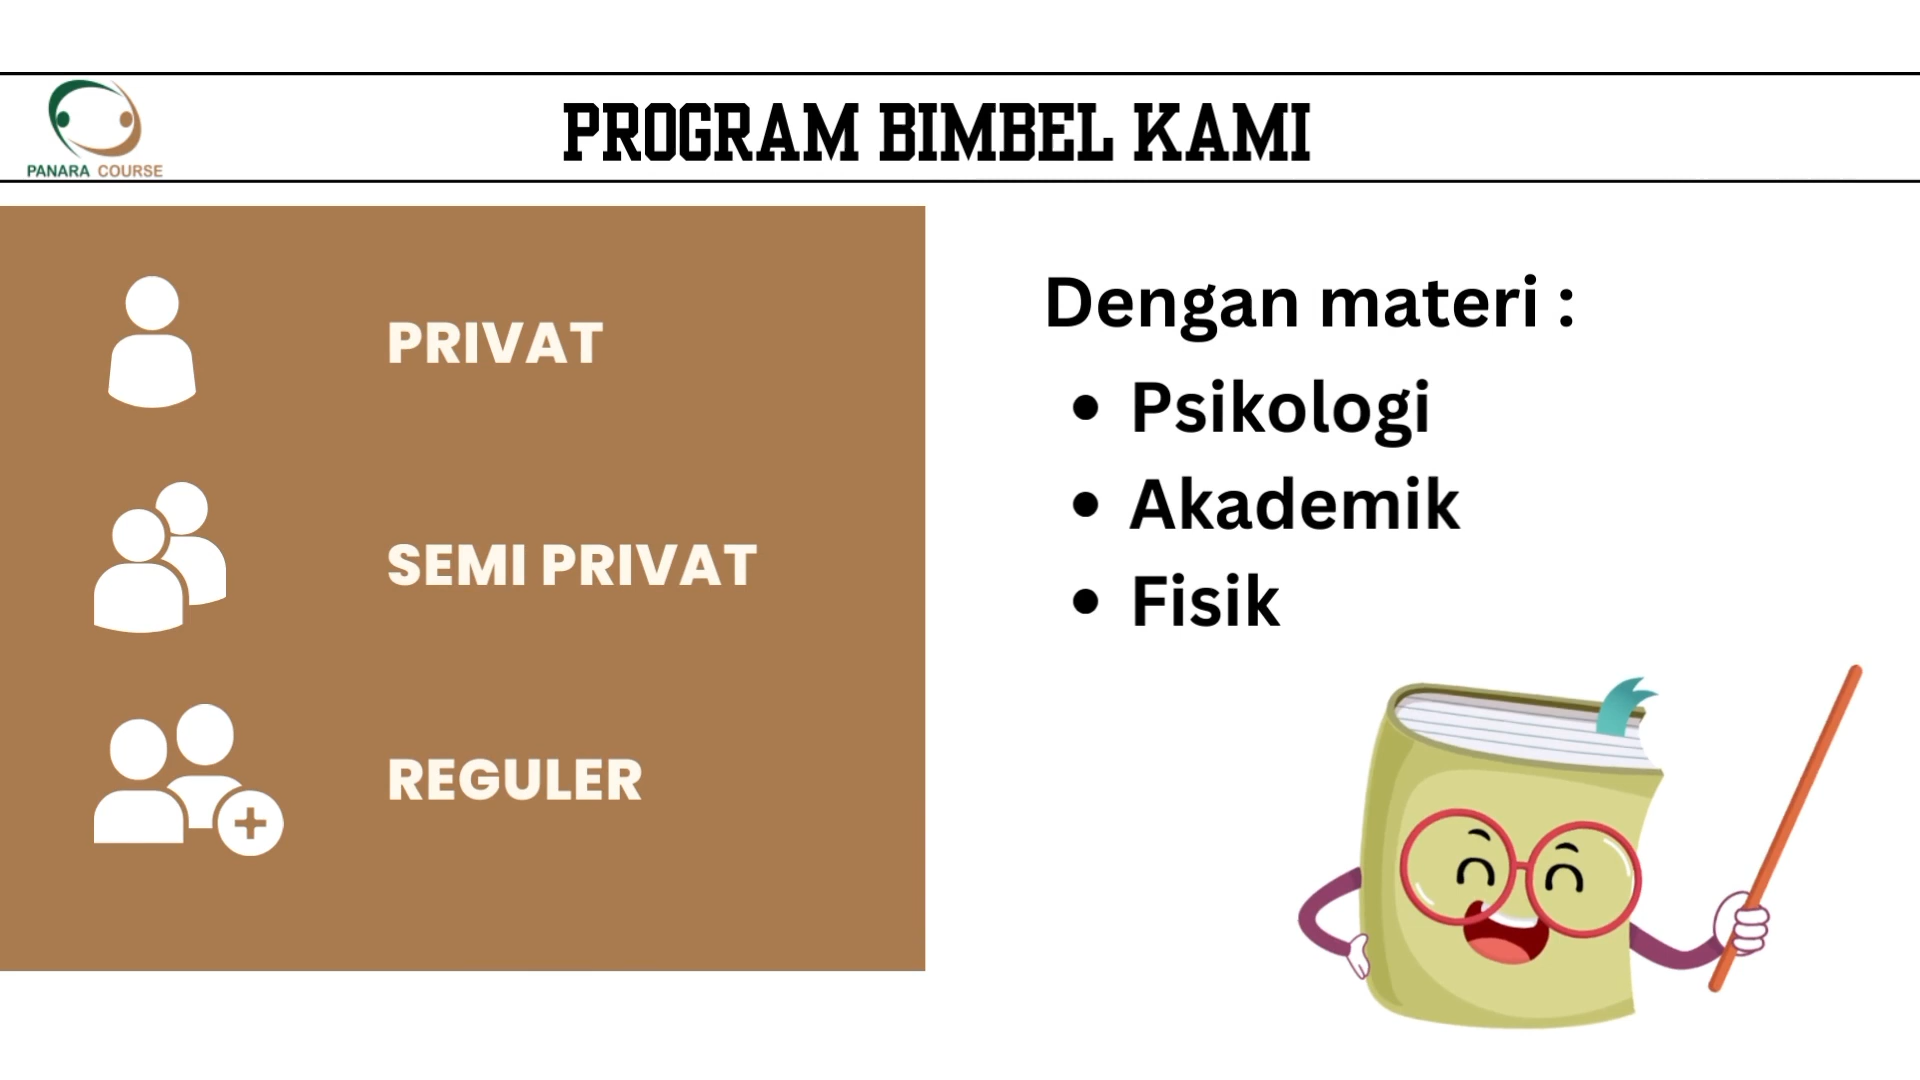 PANARA COURSE
PROGRAM BIMBEL KAMI
PRIVAT
SEMI PRIVAT
REGULER
Dengan materi :
• Psikologi
• Akademik
• Fisik